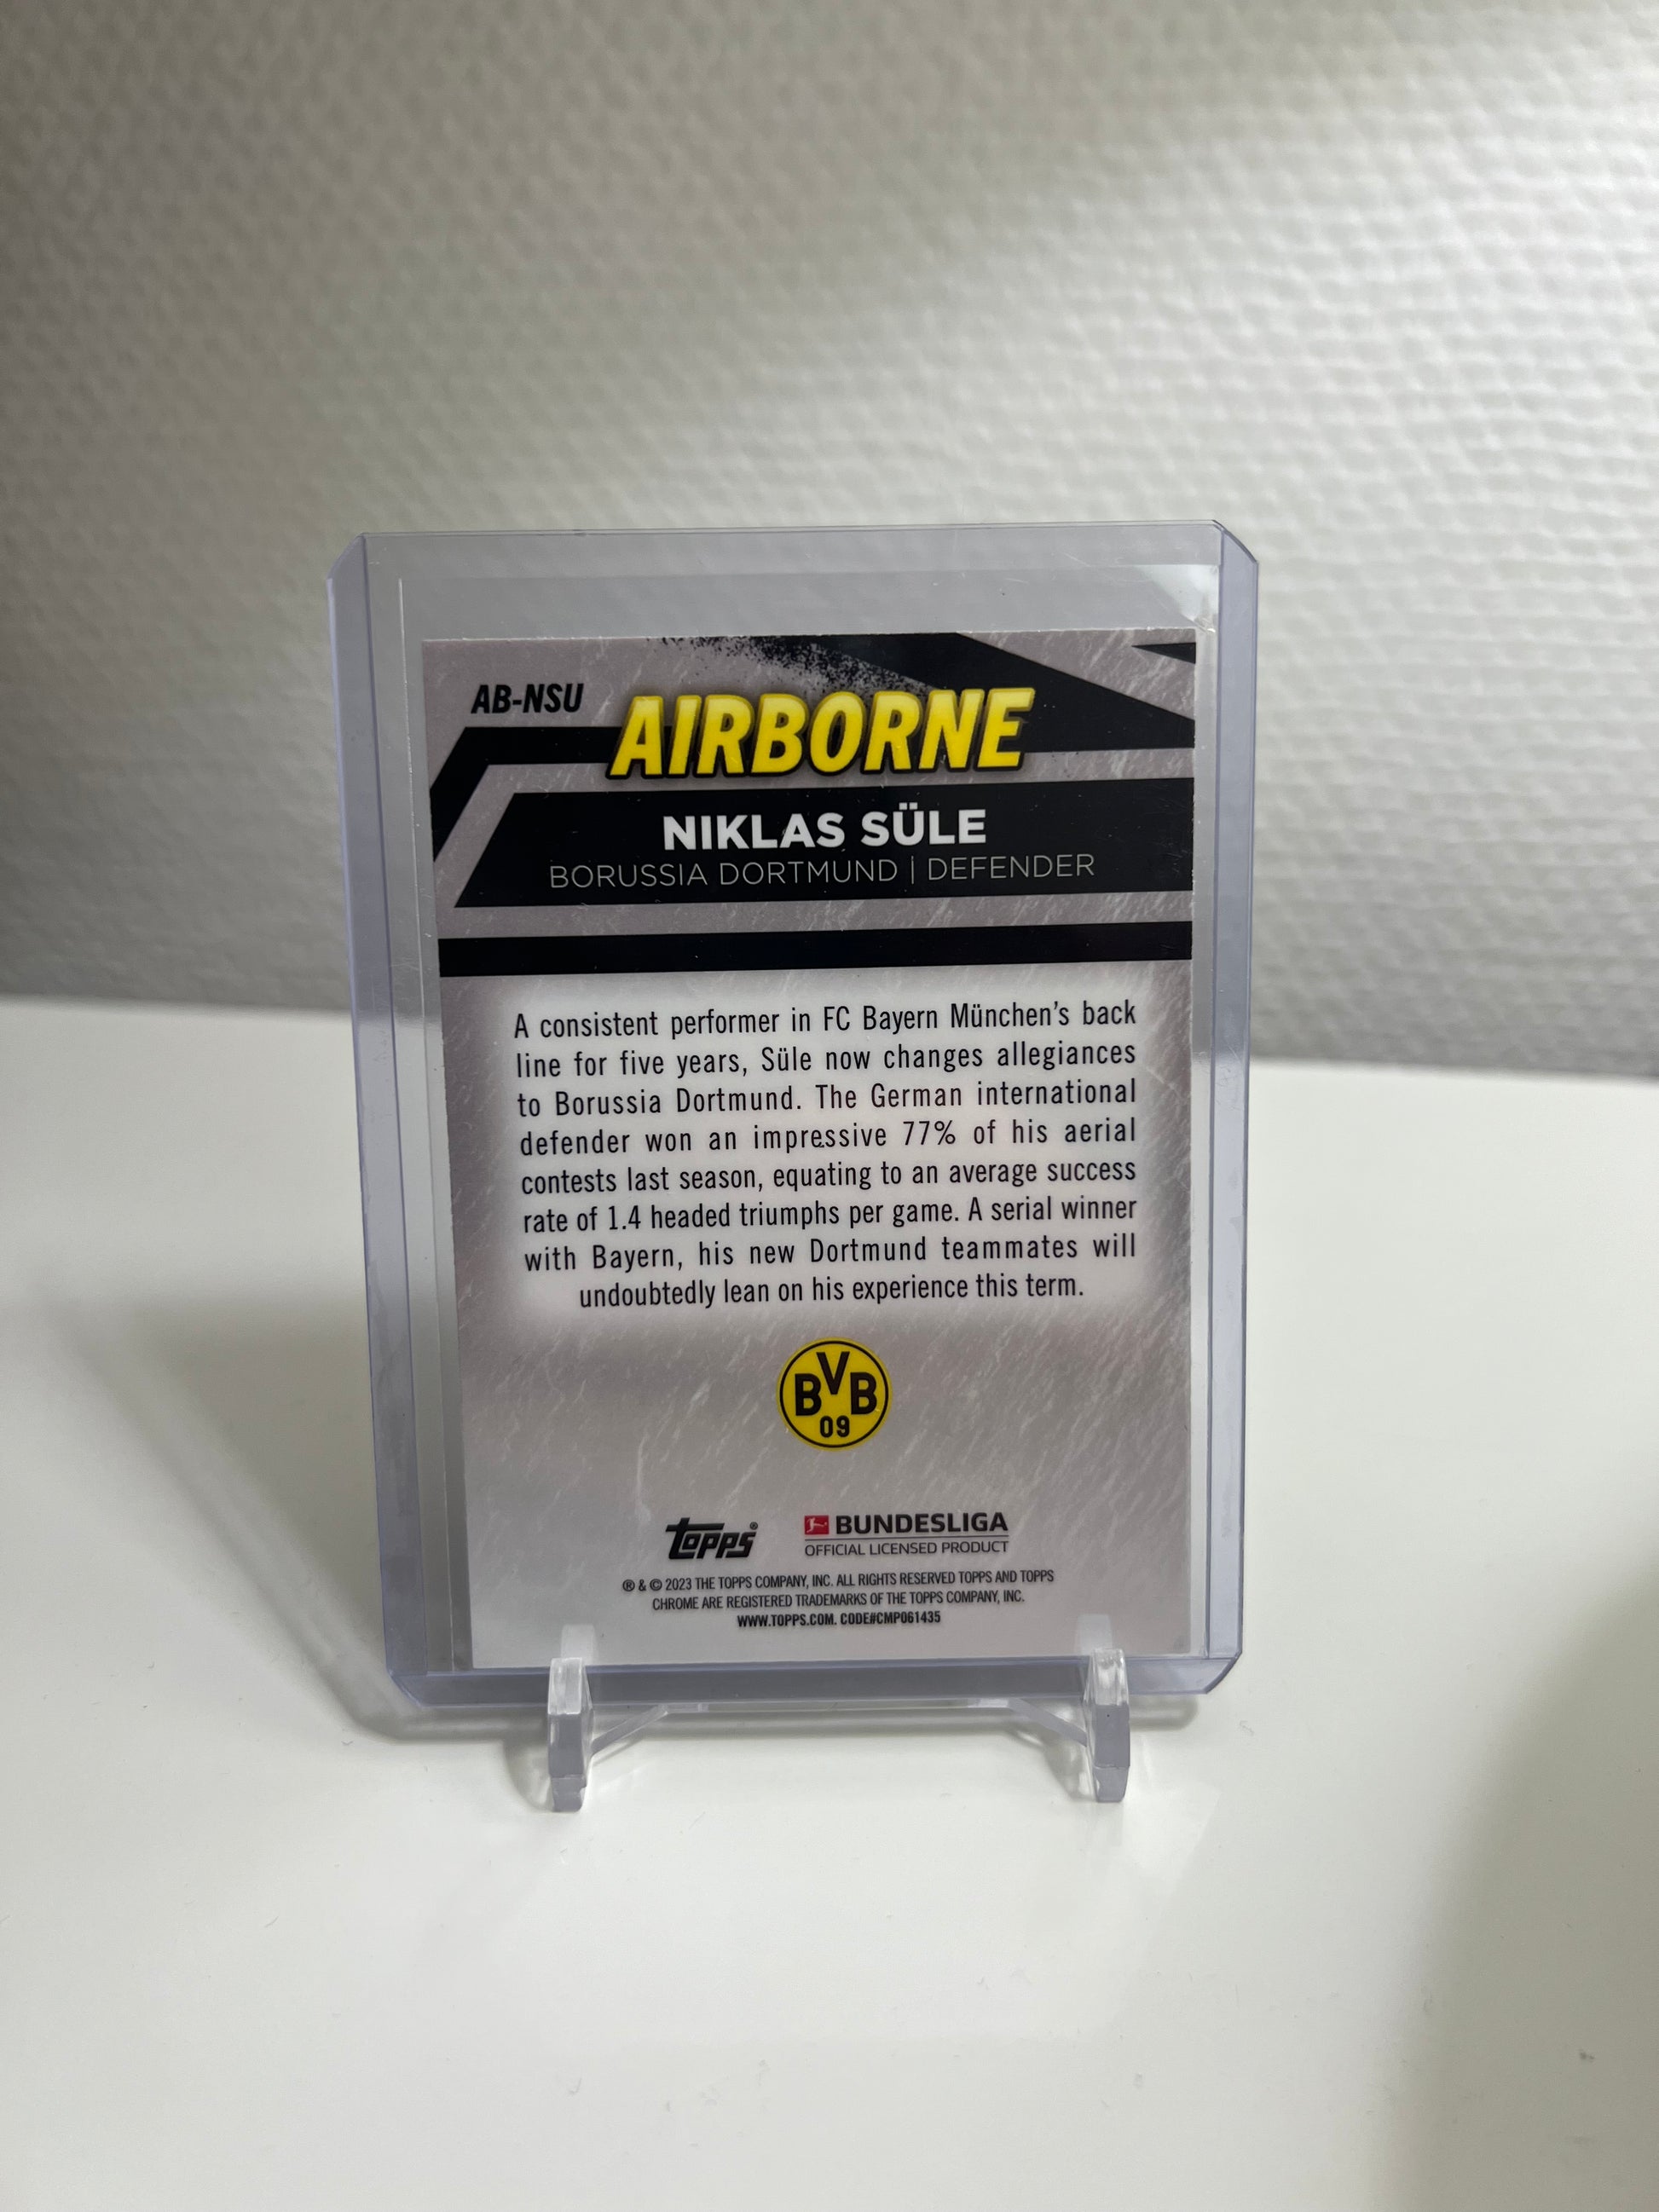 AB-NSU
AIRBORNE
NIKLAS SÜLE
BORUSSIA DORTMUND | DEFENDER
A consistent performer in FC Bayern München's back
line for five years, Süle now changes allegiances
to Borussia Dortmund. The German international
defender won an impressive 77% of his aerial
contests last season, equating to an average success
rate of 1.4 headed triumphs per game. A serial winner
with Bayern, his new Dortmund teammates will
undoubtedly lean on his experience this term.
BVB
09
Topps®
BUNDESLIGA
OFFICIAL LICENSED PRODUCT
® & © 2023 THE TOPPS COMPANY, INC. ALL RIGHTS RESERVED TOPPS AND TOPPS
CHROME ARE REGISTERED TRADEMARKS OF THE TOPPS COMPANY, INC.
WWW.TOPPS.COM. CODE#CMP061435